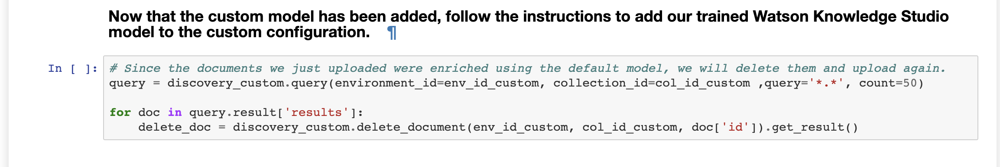 Now that the custom model has been added, follow the instructions to add our trained Watson Knowledge Studio
model to the custom configuration. ¶
In [ ]:
# Since the documents we just uploaded were enriched using the default model, we will delete them and upload again.
query = discovery_custom.query(environment_id=env_id_custom, collection_id=col_id_custom ,query='*.*', count=50)
for doc in query.result['results']:
    delete_doc = discovery_custom.delete_document(env_id_custom, col_id_custom, doc['id']).get_result()